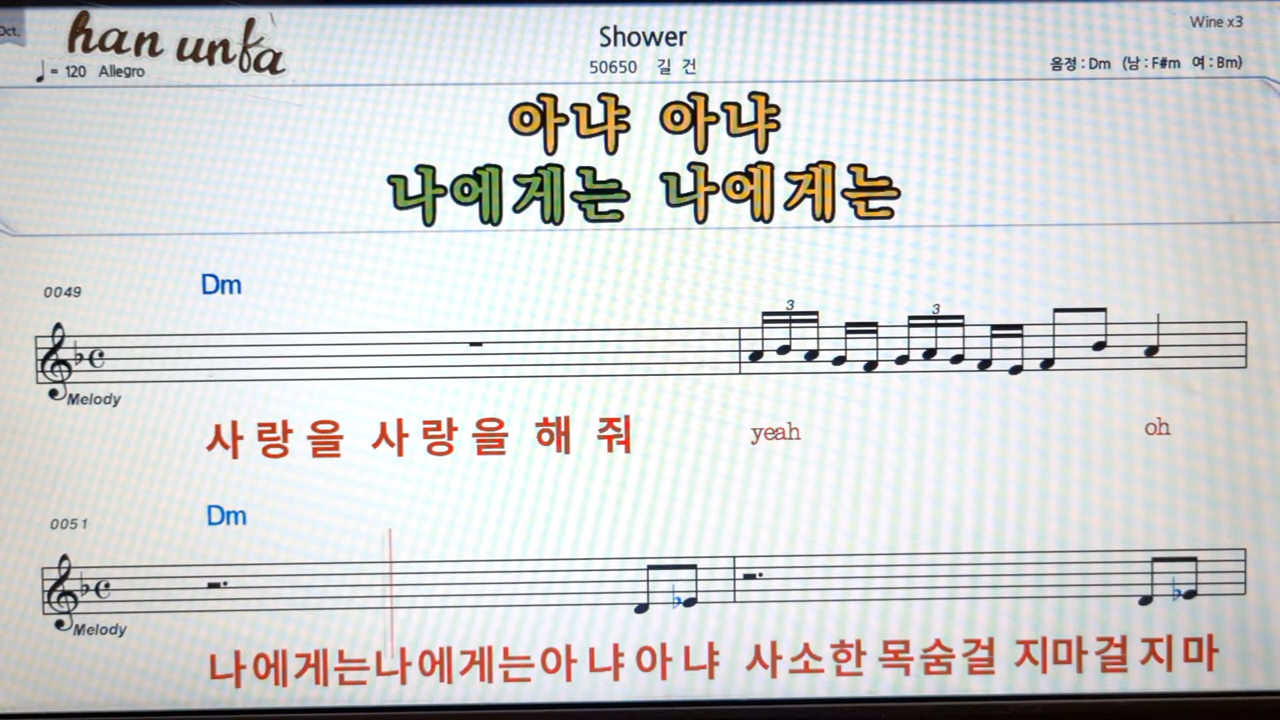 Oct.
han unfa
Shower
Wine x3
♩ = 120 Allegro
50650 길 건
음정 : Dm (남 : F#m 여 : Bm)
아냐 아냐
나에게는 나에게는
0049
Dm
3 3
Melody
사랑을 사랑을 해 줘 yeah oh
0051
Dm
Melody
나에게는나에게는아냐아냐 사소한 목숨걸 지마걸지마